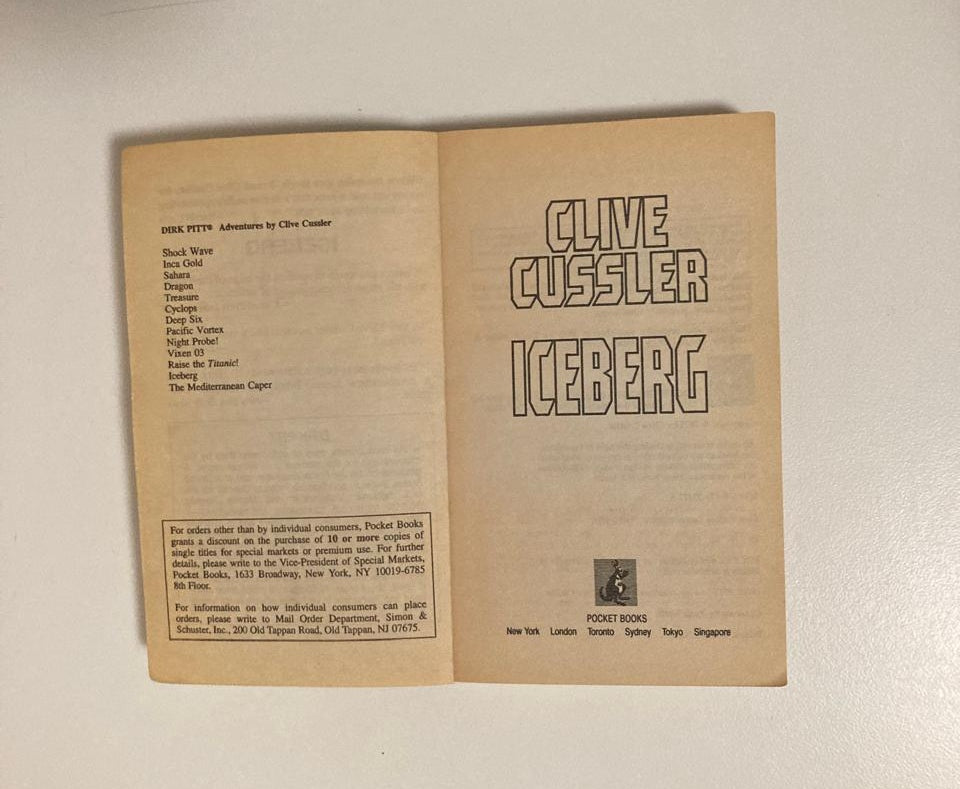 DIRK PITT® Adventures by Clive Cussler
Shock Wave
Inca Gold
Sahara
Dragon
Treasure
Cyclops
Deep Six
Pacific Vortex
Night Probe!
Vixen 03
Raise the Titanic!
Iceberg
The Mediterranean Caper
For orders other than by individual consumers, Pocket Books
grants a discount on the purchase of 10 or more copies of
single titles for special markets or premium use. For further
details, please write to the Vice-President of Special Markets,
Pocket Books, 1633 Broadway, New York, NY 10019-6785
8th Floor.
For information on how individual consumers can place
orders, please write to Mail Order Department, Simon &
Schuster, Inc., 200 Old Tappan Road, Old Tappan, NJ 07675.
CLIVE
CUSSLER
ICEBERG
POCKET BOOKS
New York London Toronto Sydney Tokyo Singapore